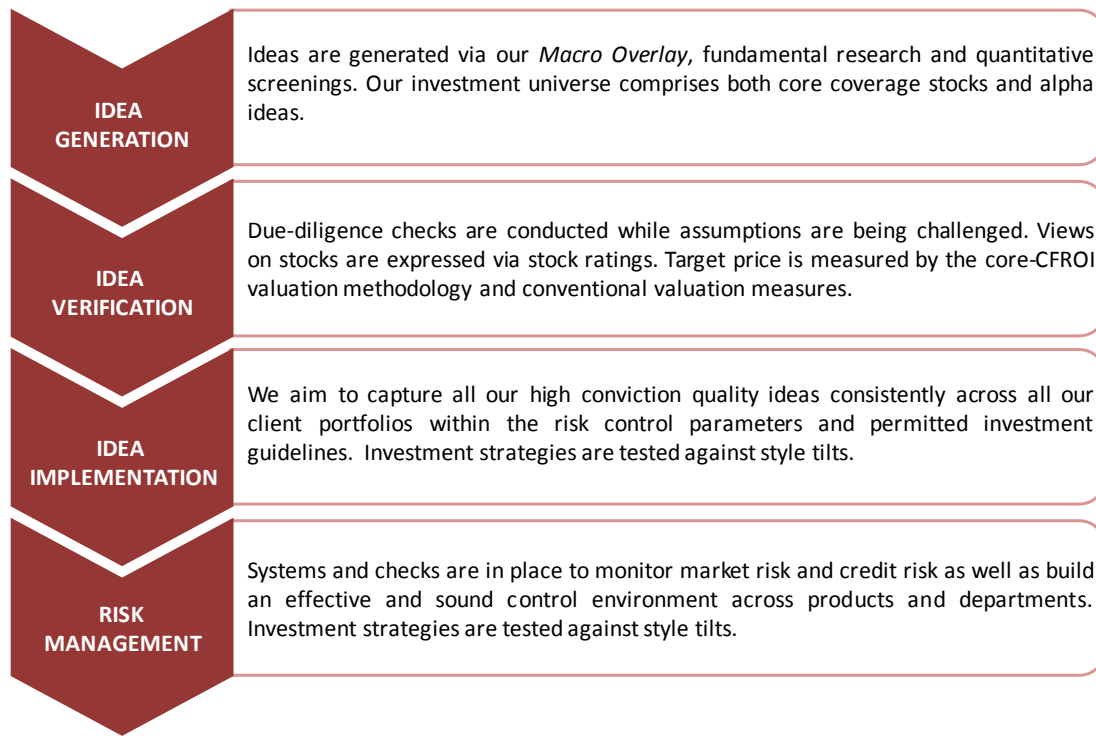 IDEA
GENERATION
Ideas are generated via our Macro Overlay, fundamental research and quantitative
screenings. Our investment universe comprises both core coverage stocks and alpha
ideas.
IDEA
VERIFICATION
Due-diligence checks are conducted while assumptions are being challenged. Views
on stocks are expressed via stock ratings. Target price is measured by the core-CFROI
valuation methodology and conventional valuation measures.
IDEA
IMPLEMENTATION
We aim to capture all our high conviction quality ideas consistently across all our
client portfolios within the risk control parameters and permitted investment
guidelines.  Investment strategies are tested against style tilts.
RISK
MANAGEMENT
Systems and checks are in place to monitor market risk and credit risk as well as build
an effective and sound control environment across products and departments.
Investment strategies are tested against style tilts.